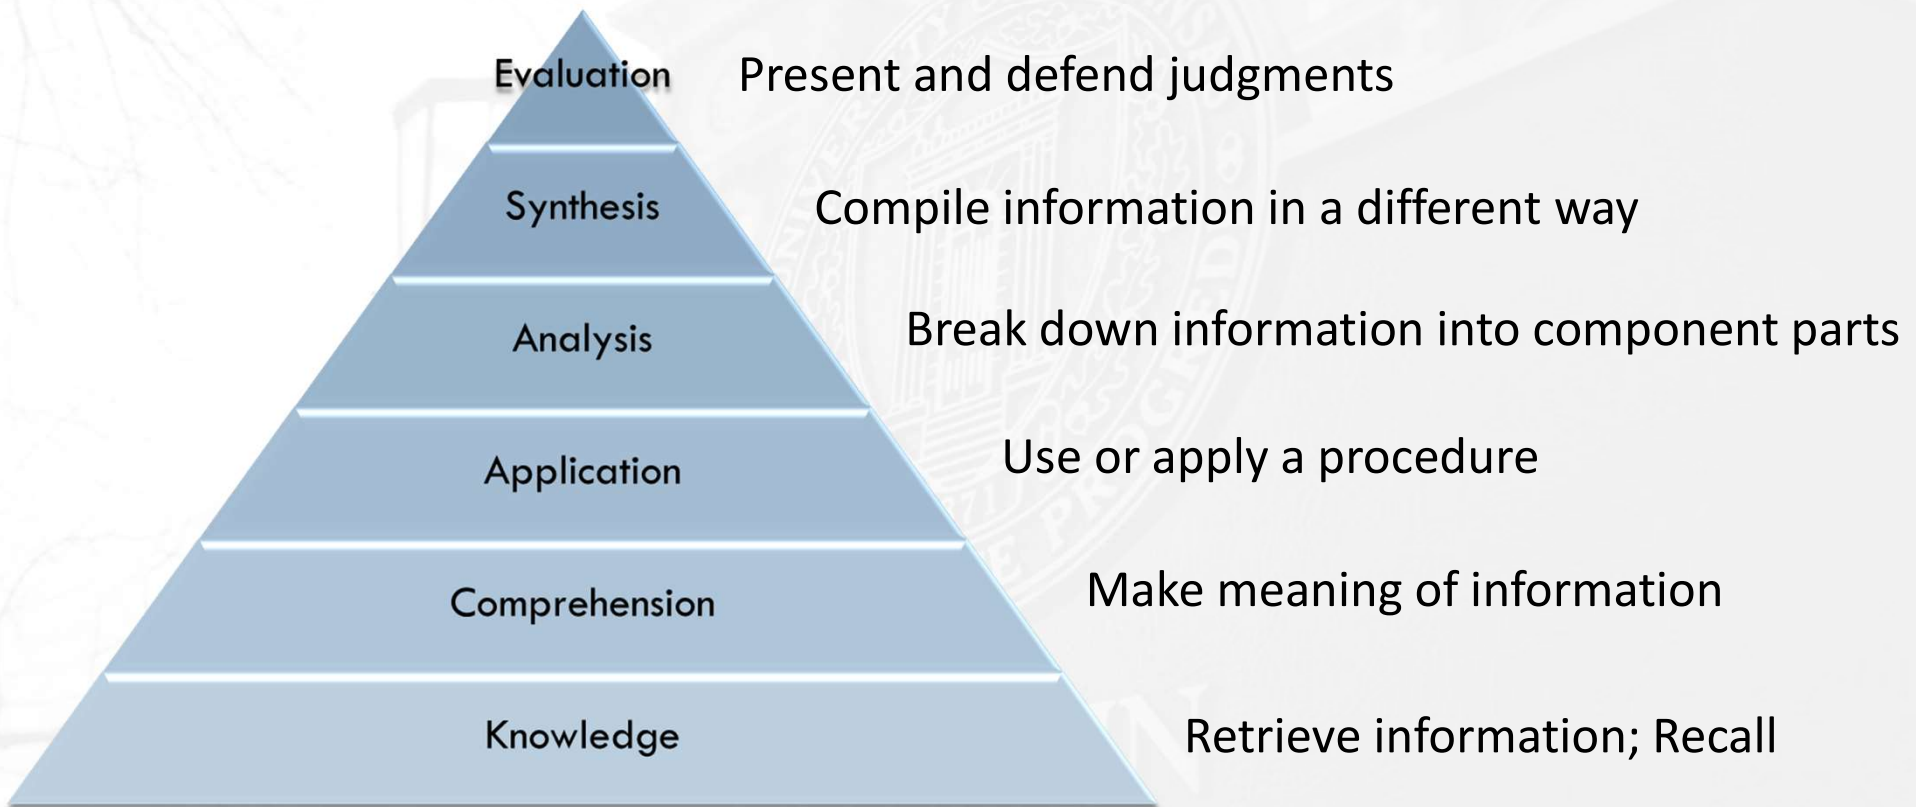 Evaluation Present and defend judgments
Synthesis Compile information in a different way
Analysis Break down information into component parts
Application Use or apply a procedure
Comprehension Make meaning of information
Knowledge Retrieve information; Recall